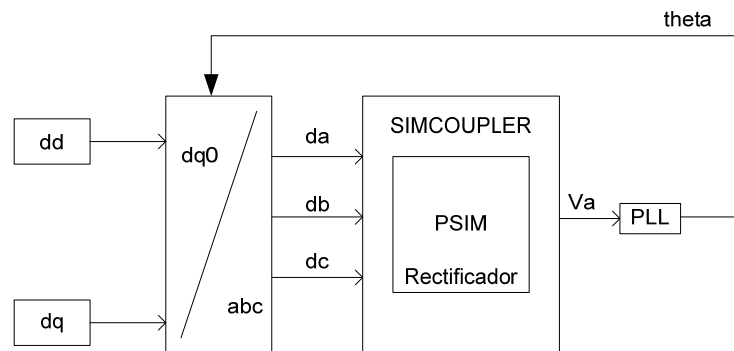 theta
dd
dq0
da
SIMCOUPLER
db
PSIM
Va
PLL
dc
Rectificador
dq
abc